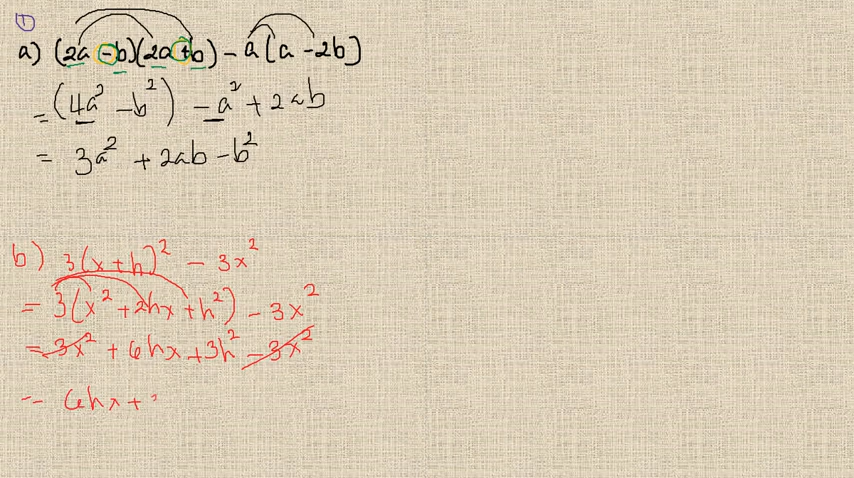 1
a) (2a - b)(2a + b) - a(a - 2b)
= (4a² - b²) - a² + 2ab
= 3a² + 2ab - b²
b) 3(x + h)² - 3x²
= 3(x² + 2hx + h²) - 3x²
= 3x² + 6hx + 3h² - 3x²
= 6hx +